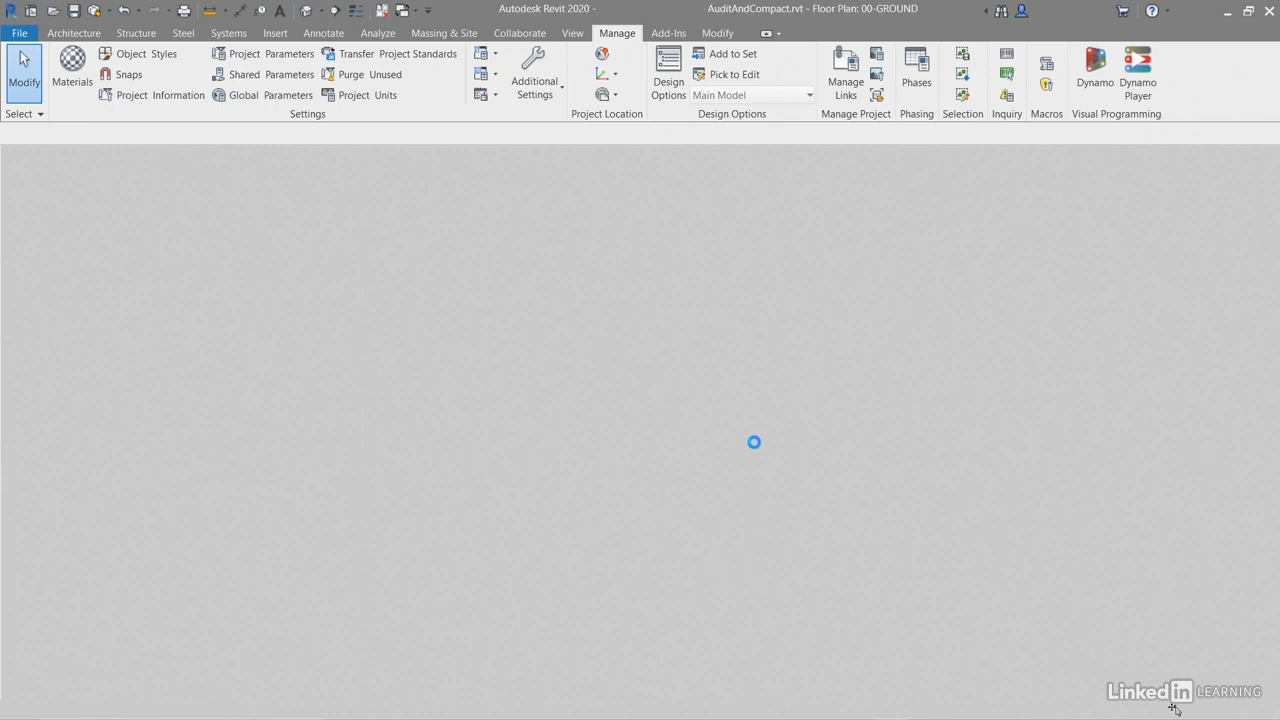 Autodesk Revit 2020 - AuditAndCompact.rvt - Floor Plan: 00-GROUND
File Architecture Structure Steel Systems Insert Annotate Analyze Massing & Site Collaborate View Manage Add-Ins Modify
Object Styles Project Parameters Transfer Project Standards Add to Set
Snaps Shared Parameters Purge Unused Pick to Edit
Modify Materials Additional Settings Design Options Manage Links Phases Dynamo Dynamo Player
Project Information Global Parameters Project Units Main Model
Select Settings Project Location Design Options Manage Project Phasing Selection Inquiry Macros Visual Programming
Linked in LEARNING